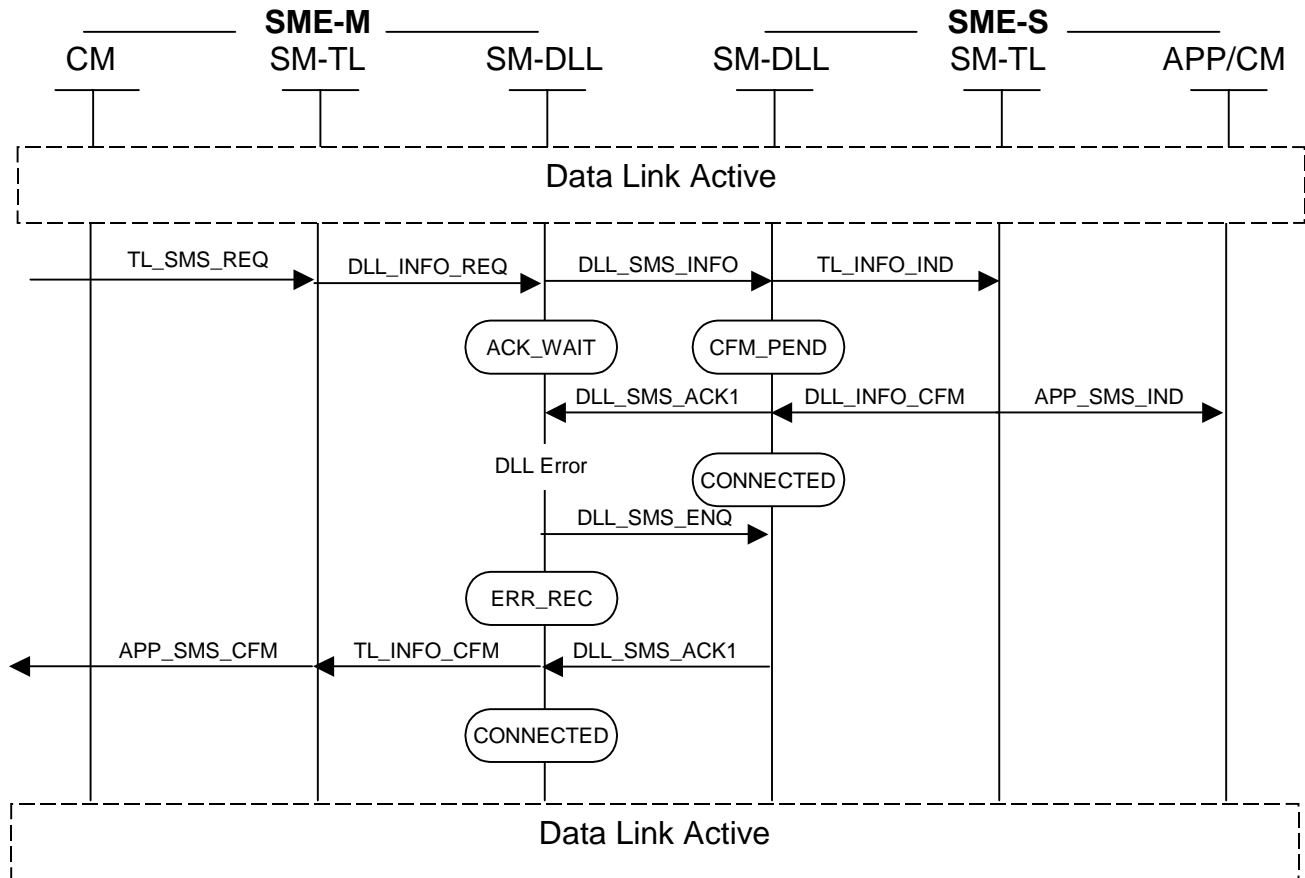 SME-M SME-S
CM SM-TL SM-DLL SM-DLL SM-TL APP/CM
Data Link Active
TL_SMS_REQ DLL_INFO_REQ DLL_SMS_INFO TL_INFO_IND
ACK_WAIT CFM_PEND
DLL_SMS_ACK1 DLL_INFO_CFM APP_SMS_IND
DLL Error
CONNECTED
DLL_SMS_ENQ
ERR_REC
APP_SMS_CFM TL_INFO_CFM DLL_SMS_ACK1
CONNECTED
Data Link Active